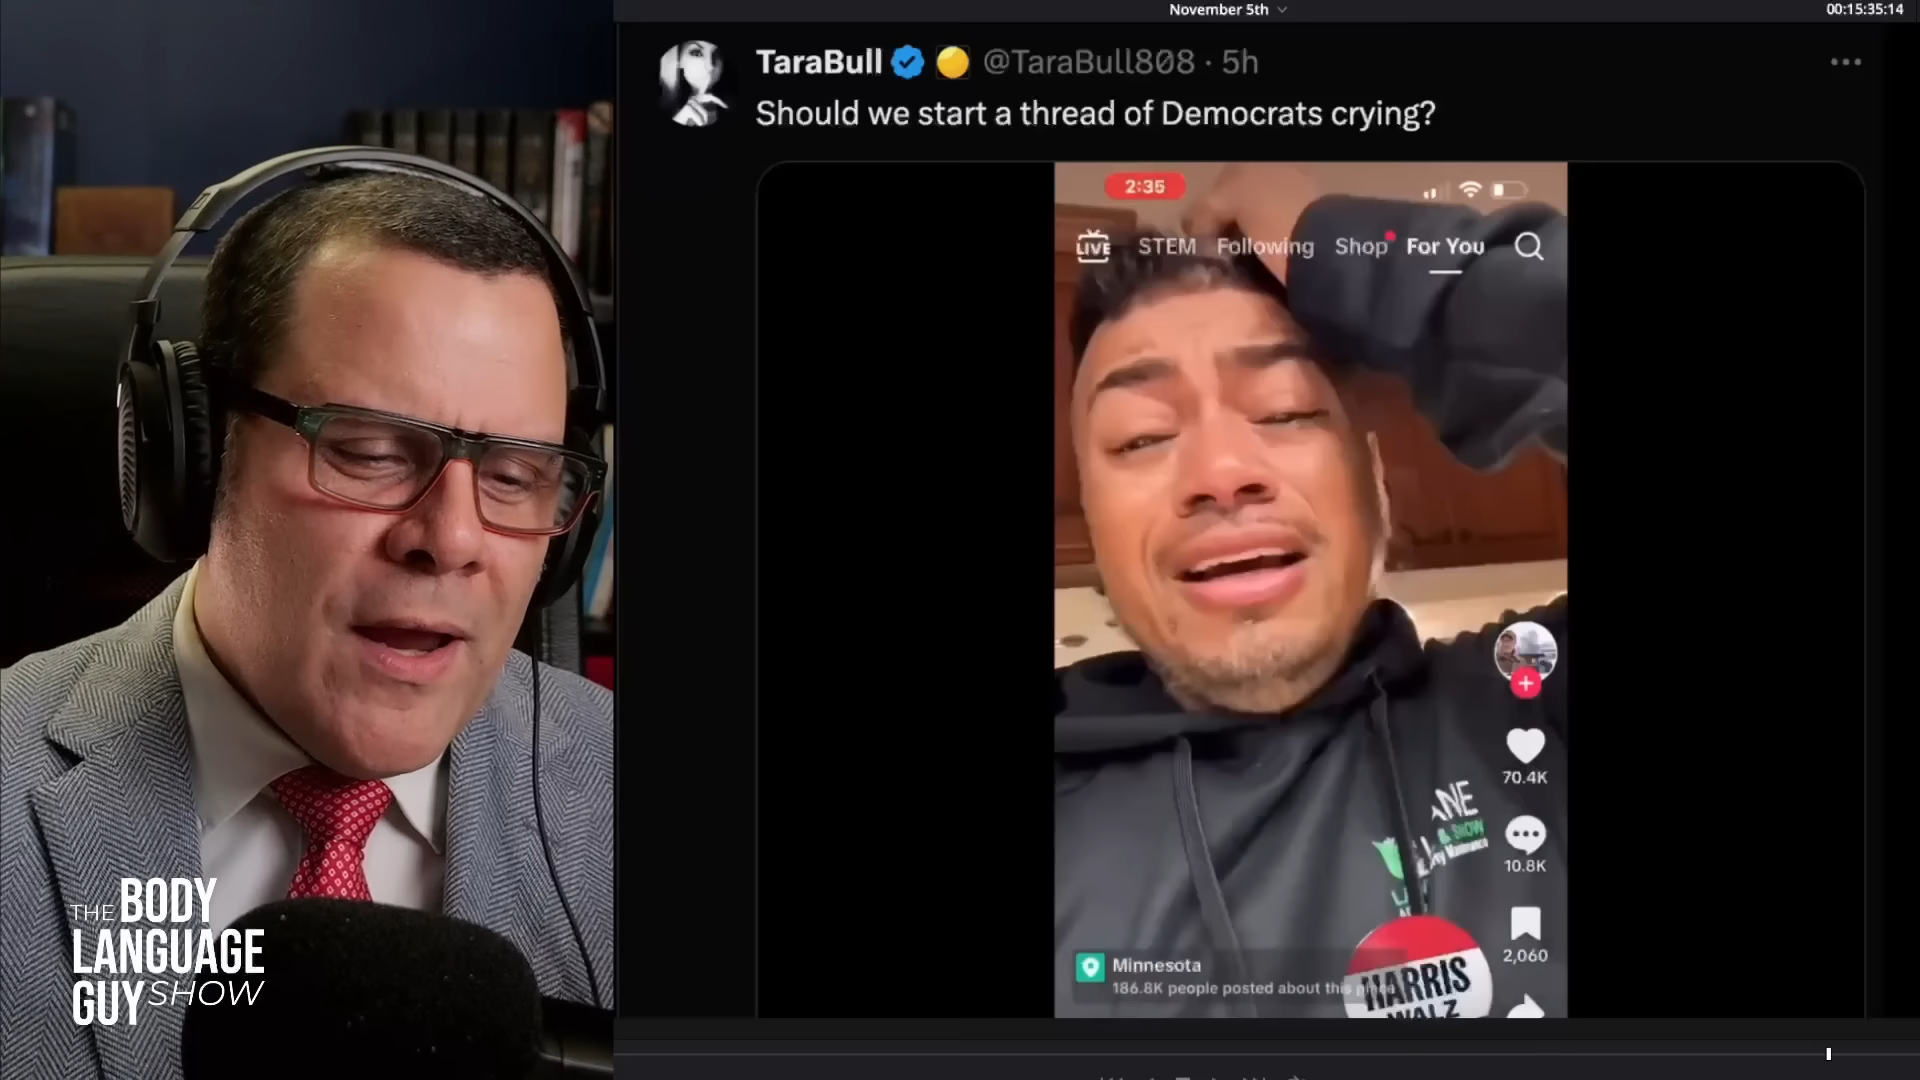 November 5th
00:15:35:14
TaraBull @TaraBull808 · 5h
Should we start a thread of Democrats crying?
2:35
LIVE STEM Following Shop For You
70.4K
10.8K
2,060
Minnesota
186.8K people posted about this place
HARRIS
WALZ
THE BODY
LANGUAGE
GUY SHOW